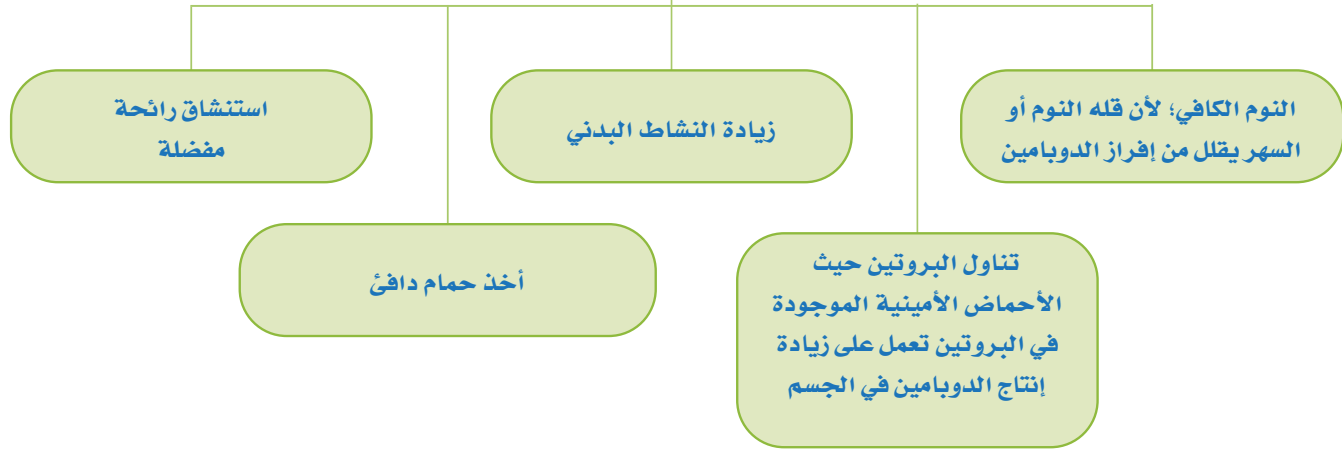 النوم الكافي؛ لأن قله النوم أو
السهر يقلل من إفراز الدوبامين
تناول البروتين حيث
الأحماض الأمينية الموجودة
في البروتين تعمل على زيادة
إنتاج الدوبامين في الجسم
زيادة النشاط البدني
أخذ حمام دافئ
استنشاق رائحة
مفضلة